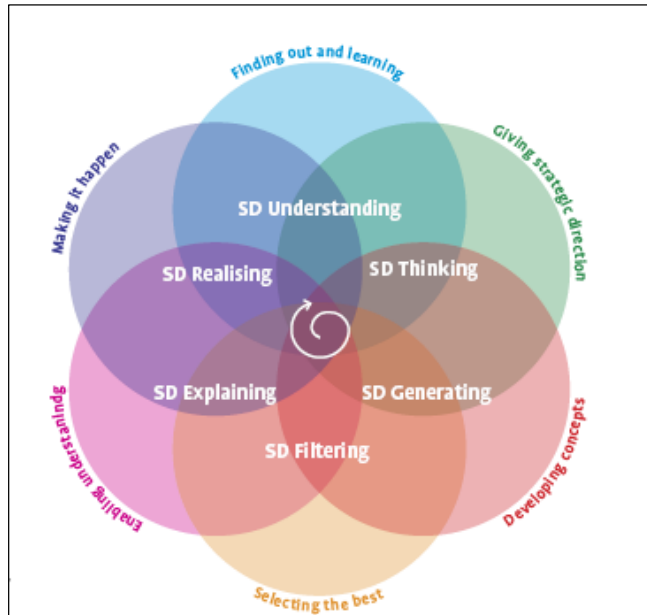 Finding out and learning
Giving strategic direction
Making it happen
SD Understanding
SD Thinking
SD Realising
SD Explaining
SD Generating
SD Filtering
Enabling understanindg
Developing concepts
Selecting the best